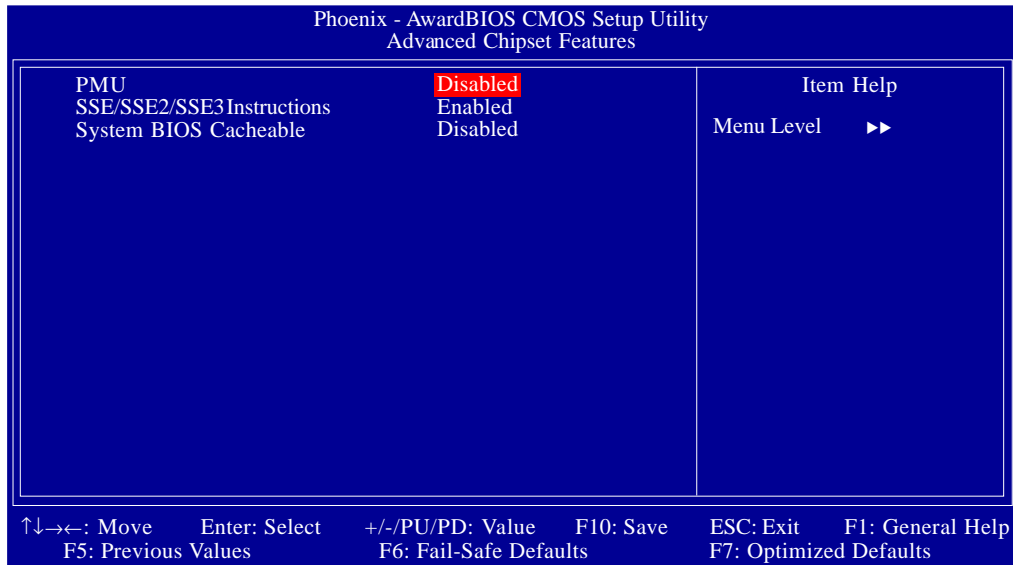 Phoenix - AwardBIOS CMOS Setup Utility
Advanced Chipset Features
PMU Disabled
SSE/SSE2/SSE3Instructions Enabled
System BIOS Cacheable Disabled
Item Help
Menu Level ►►
↑↓→←: Move Enter: Select +/-/PU/PD: Value F10: Save ESC: Exit F1: General Help
F5: Previous Values F6: Fail-Safe Defaults F7: Optimized Defaults